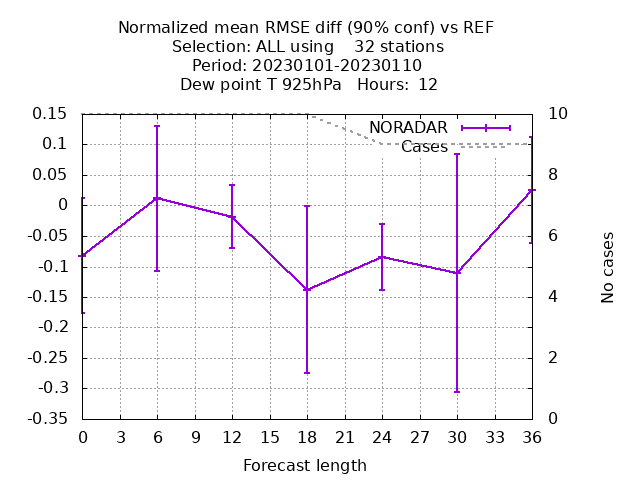 Normalized mean RMSE diff (90% conf) vs REF
Selection: ALL using    32 stations
Period: 20230101-20230110
Dew point T 925hPa   Hours:  12
0.15
0.1
0.05
0
-0.05
-0.1
-0.15
-0.2
-0.25
-0.3
-0.35
NORADAR
Cases
10
8
6
4
2
0
No cases
0 3 6 9 12 15 18 21 24 27 30 33 36
Forecast length